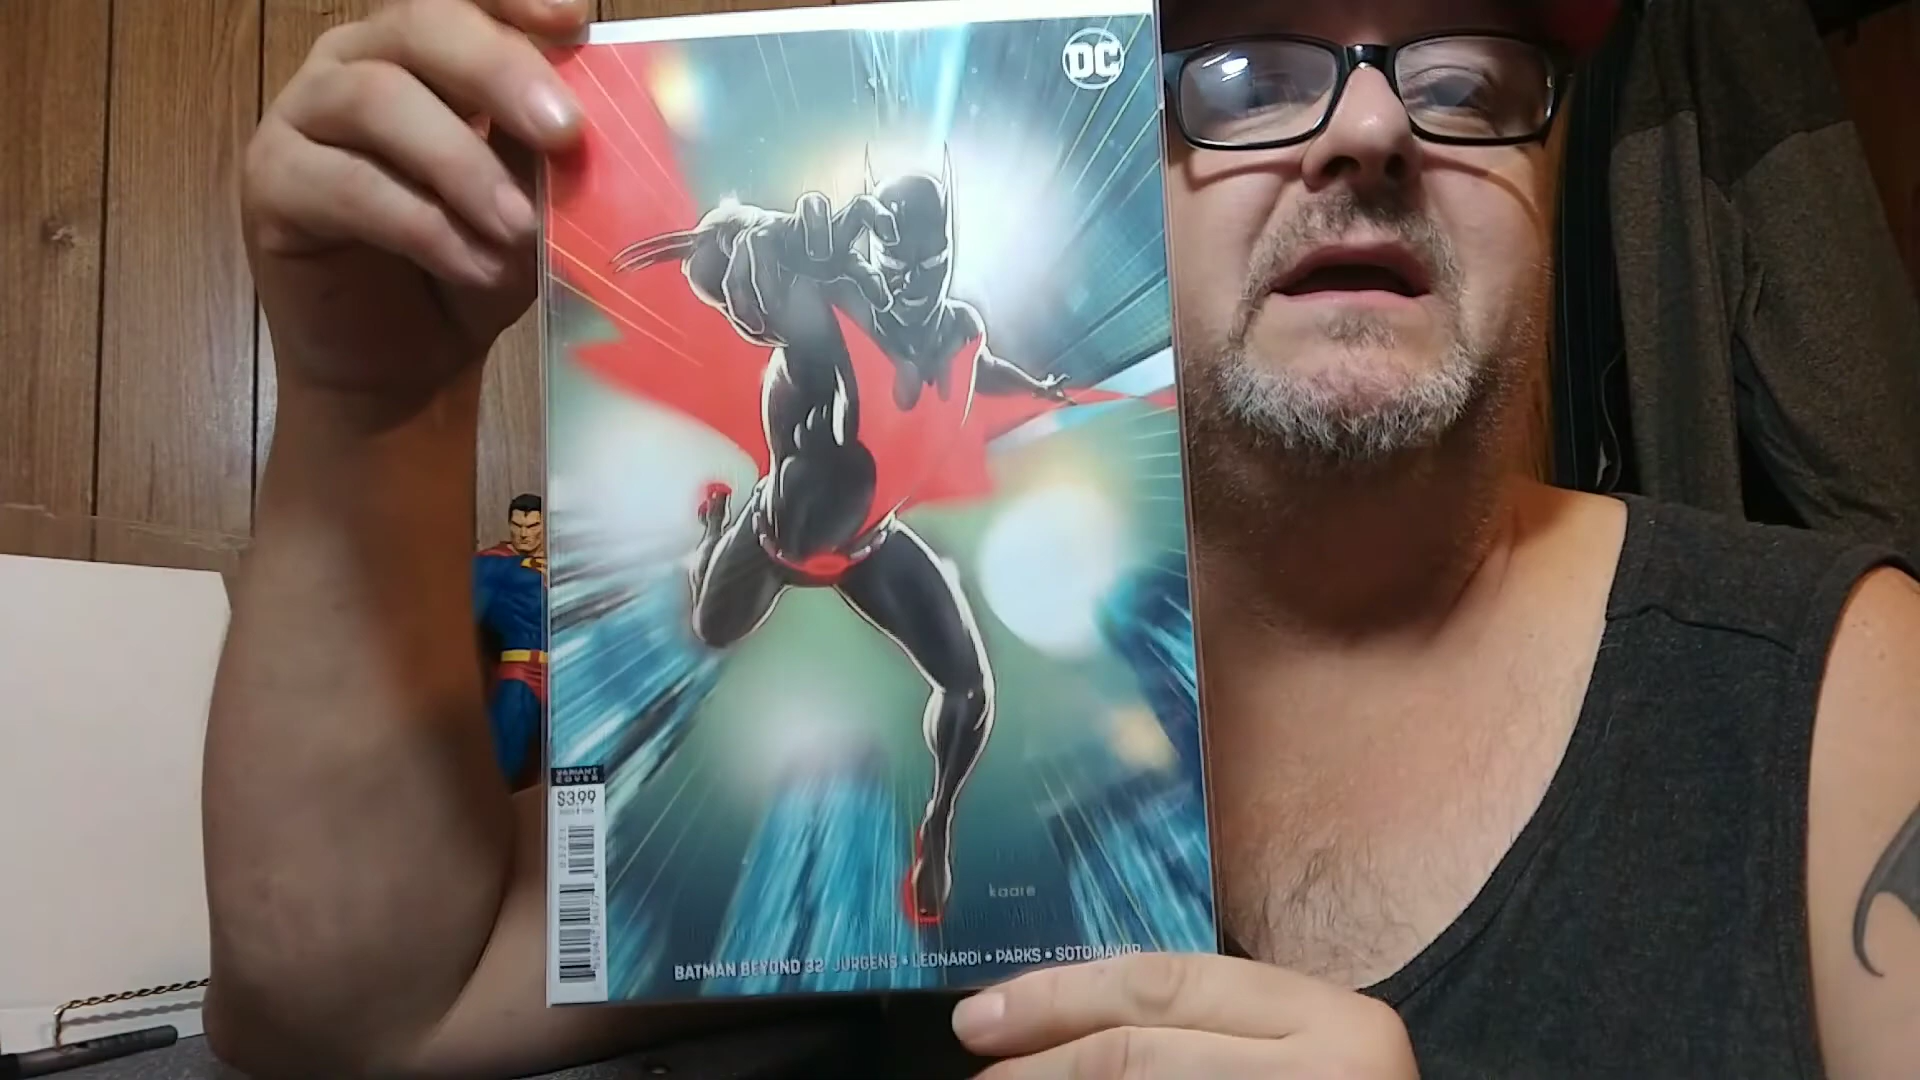 DC
VARIANT
COVER
$3.99
kaare
BATMAN BEYOND 32 JURGENS • LEONARDI • PARKS • SOTOMAYOR